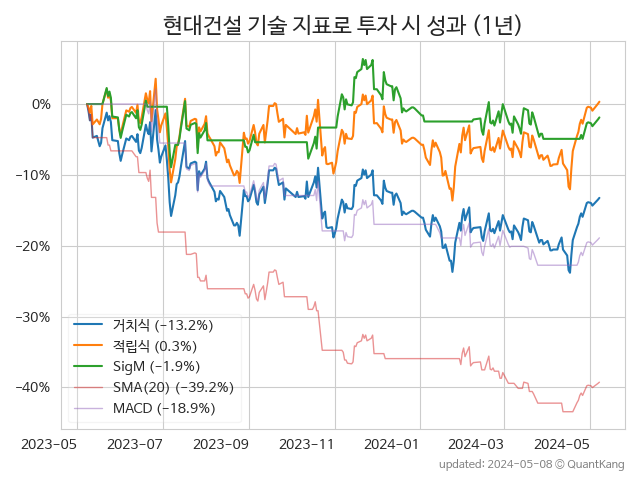 현대건설 기술 지표로 투자 시 성과 (1년)
0%
−10%
−20%
−30%
−40%
거치식 (−13.2%)
적립식 (0.3%)
SigM (−1.9%)
SMA(20) (−39.2%)
MACD (−18.9%)
2023−05 2023−07 2023−09 2023−11 2024−01 2024−03 2024−05
updated: 2024−05−08 © QuantKang